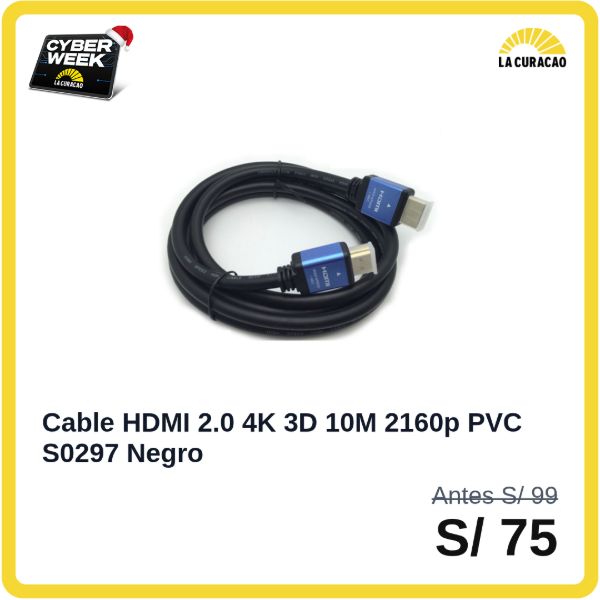 CYBER
WEEK
LA CURACAO
LA CURACAO
Cable HDMI 2.0 4K 3D 10M 2160p PVC
S0297 Negro
Antes S/ 99
S/ 75